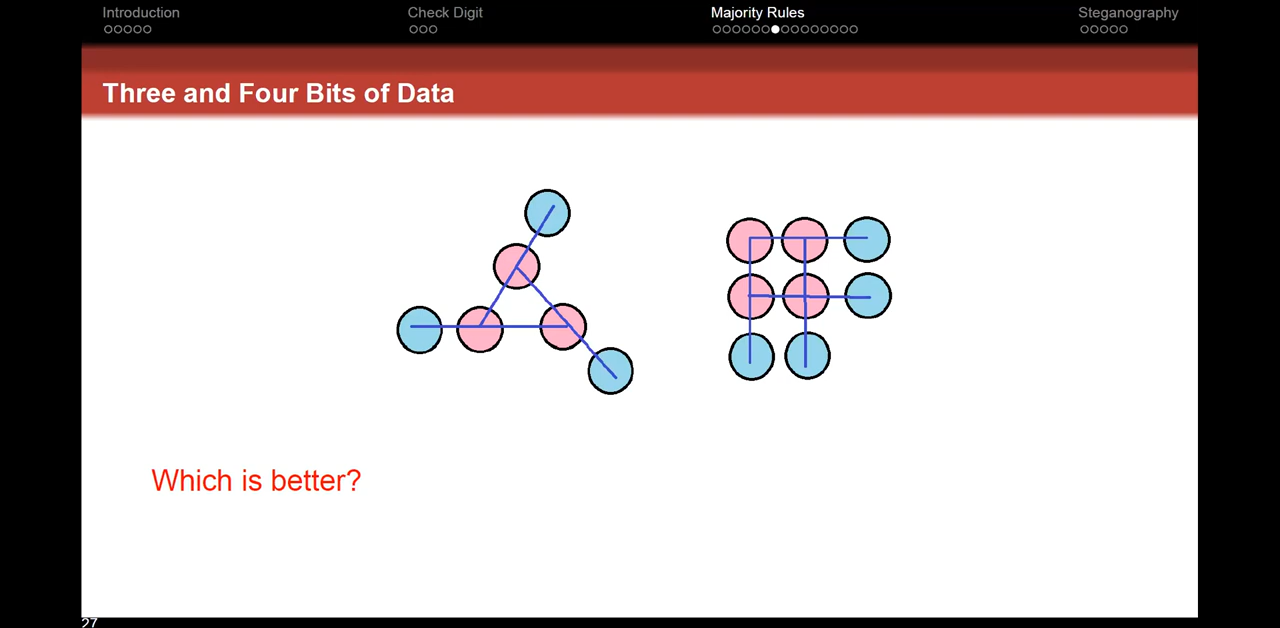 Introduction
Check Digit
Majority Rules
Steganography
Three and Four Bits of Data
Which is better?
27